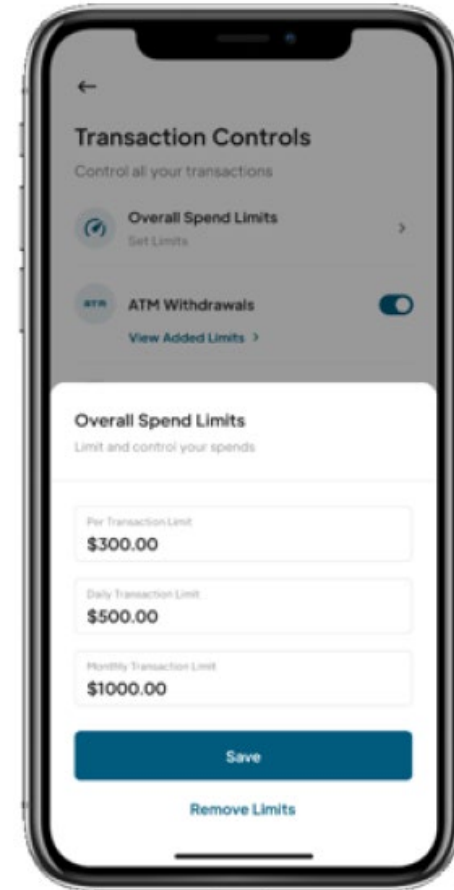 Transaction Controls
Control all your transactions
Overall Spend Limits
Set Limits
ATM
ATM Withdrawals
View Added Limits
Overall Spend Limits
Limit and control your spends
Per Transaction Limit
$300.00
Daily Transaction Limit
$500.00
Monthly Transaction Limit
$1000.00
Save
Remove Limits